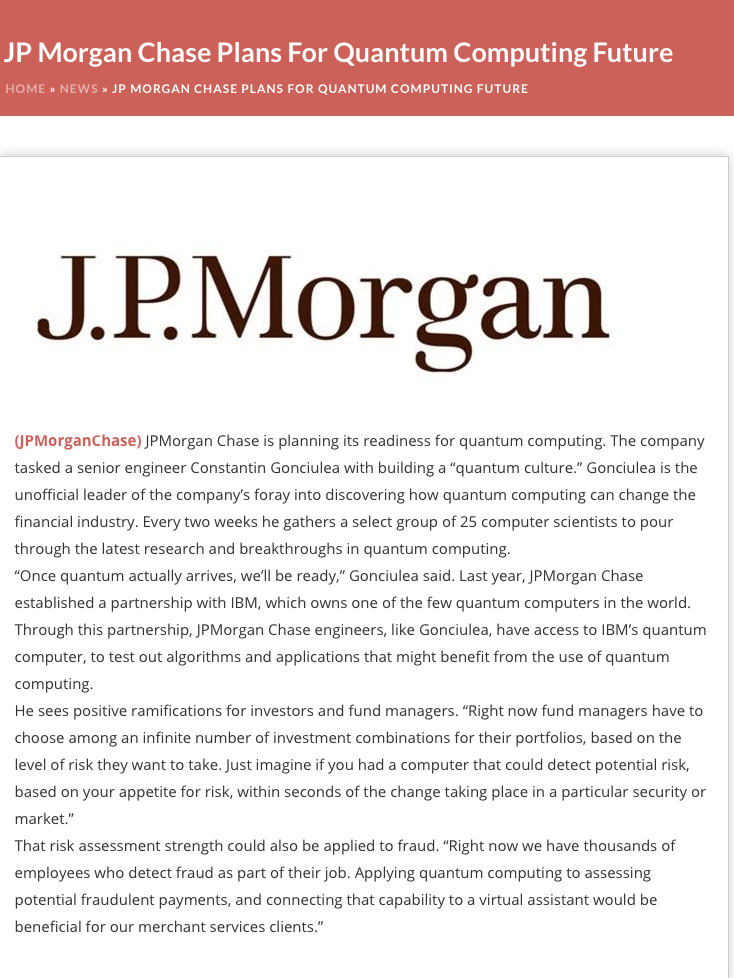 JP Morgan Chase Plans For Quantum Computing Future
HOME » NEWS » JP MORGAN CHASE PLANS FOR QUANTUM COMPUTING FUTURE
J.P.Morgan
(JPMorganChase) JPMorgan Chase is planning its readiness for quantum computing. The company
tasked a senior engineer Constantin Gonciulea with building a “quantum culture.” Gonciulea is the
unofficial leader of the company’s foray into discovering how quantum computing can change the
financial industry. Every two weeks he gathers a select group of 25 computer scientists to pour
through the latest research and breakthroughs in quantum computing.
“Once quantum actually arrives, we’ll be ready,” Gonciulea said. Last year, JPMorgan Chase
established a partnership with IBM, which owns one of the few quantum computers in the world.
Through this partnership, JPMorgan Chase engineers, like Gonciulea, have access to IBM’s quantum
computer, to test out algorithms and applications that might benefit from the use of quantum
computing.
He sees positive ramifications for investors and fund managers. “Right now fund managers have to
choose among an infinite number of investment combinations for their portfolios, based on the
level of risk they want to take. Just imagine if you had a computer that could detect potential risk,
based on your appetite for risk, within seconds of the change taking place in a particular security or
market.”
That risk assessment strength could also be applied to fraud. “Right now we have thousands of
employees who detect fraud as part of their job. Applying quantum computing to assessing
potential fraudulent payments, and connecting that capability to a virtual assistant would be
beneficial for our merchant services clients.”